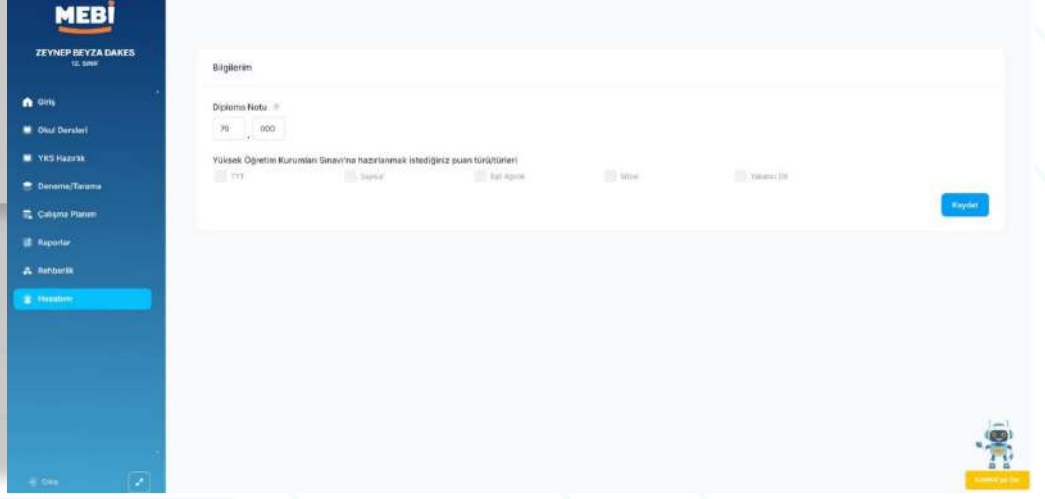 MEBİ
ZEYNEP BEYZA DAKES
12. Sınıf
Giriş
Okul Dersleri
YKS Hazırlık
Deneme/Tarama
Çalışma Planım
Raporlar
Rehberlik
Hesabım
Çıkış
Bilgilerim
Diploma Notu
79 , 000
Yüksek Öğretim Kurumları Sınavı'na hazırlanmak istediğiniz puan türü/türleri
TYT Sayısal Eşit Ağırlık Sözel Yabancı Dil
Kaydet